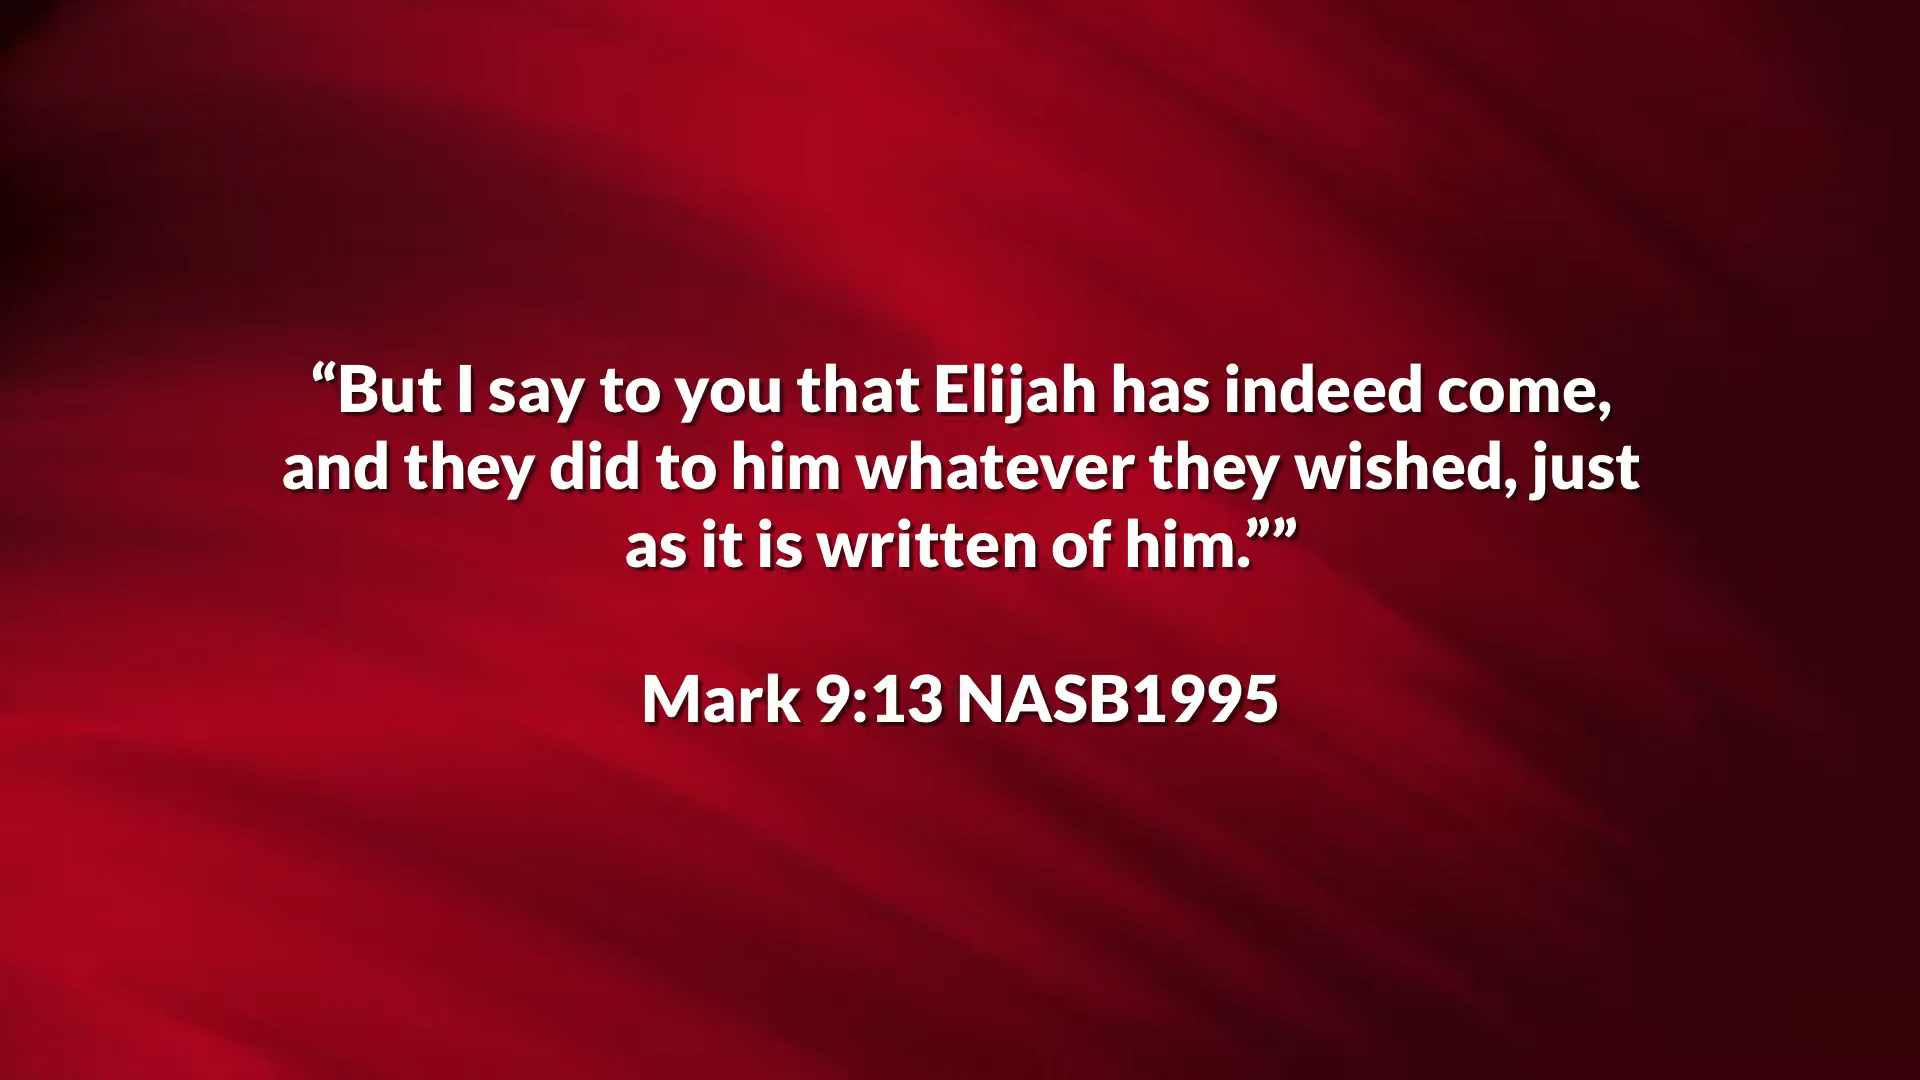 “But I say to you that Elijah has indeed come,
and they did to him whatever they wished, just
as it is written of him.””
Mark 9:13 NASB1995